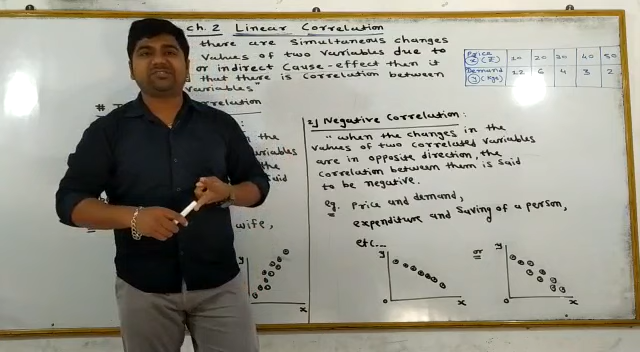 ch. 2 Linear Correlation
there are simultaneous changes
values of two variables due to
or indirect Cause-effect then it
that there is correlation between
variables"
Price x (₹) 10 20 30 40 50
Demand y (Kgs) 12 6 4 3 2
#
correlation
the
variables
the
said
wife,
y
x
2) Negative Correlation:
"when the changes in the
values of two correlated variables
are in opposite direction, the
correlation between them is said
to be negative.
eg. Price and demand,
expenditure and saving of a person,
etc...
y
o
x
or
y
o
x